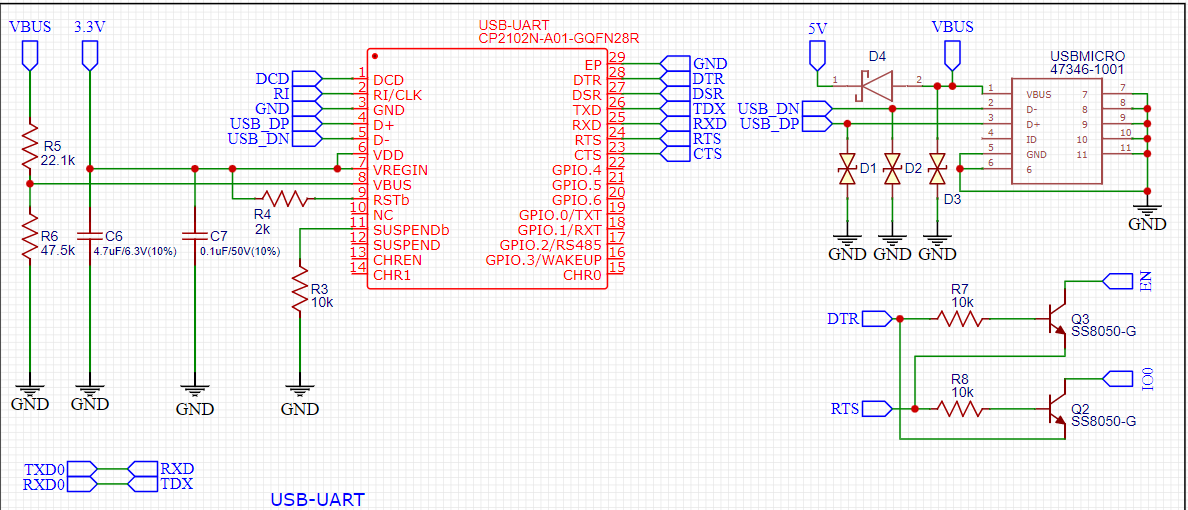 VBUS
3.3V
R5
22.1k
R6
47.5k
C6
4.7uF/6.3V(10%)
C7
0.1uF/50V(10%)
R4
2k
R3
10k
GND
GND
GND
GND
USB-UART
CP2102N-A01-GQFN28R
DCD
RI
GND
USB_DP
USB_DN
1 DCD
2 RI/CLK
3 GND
4 D+
5 D-
6 VDD
7 VREGIN
8 VBUS
9 RSTb
10 NC
11 SUSPENDb
12 SUSPEND
13 CHREN
14 CHR1
EP 29
DTR 28
DSR 27
TXD 26
RXD 25
RTS 24
CTS 23
GPIO.4 22
GPIO.5 21
GPIO.6 20
GPIO.0/TXT 19
GPIO.1/RXT 18
GPIO.2/RS485 17
GPIO.3/WAKEUP 16
CHR0 15
GND
DTR
DSR
TDX
RXD
RTS
CTS
5V
D4
1 2
VBUS
USB_DN
USB_DP
D1
D2
D3
GND
GND
GND
USBMICRO
47346-1001
1 VBUS 7 7
2 D- 8 8
3 D+ 9 9
4 ID 10 10
5 GND 11 11
6 6
GND
DTR
R7
10k
Q3
SS8050-G
EN
RTS
R8
10k
Q2
SS8050-G
IO0
TXD0 RXD
RXD0 TDX
USB-UART